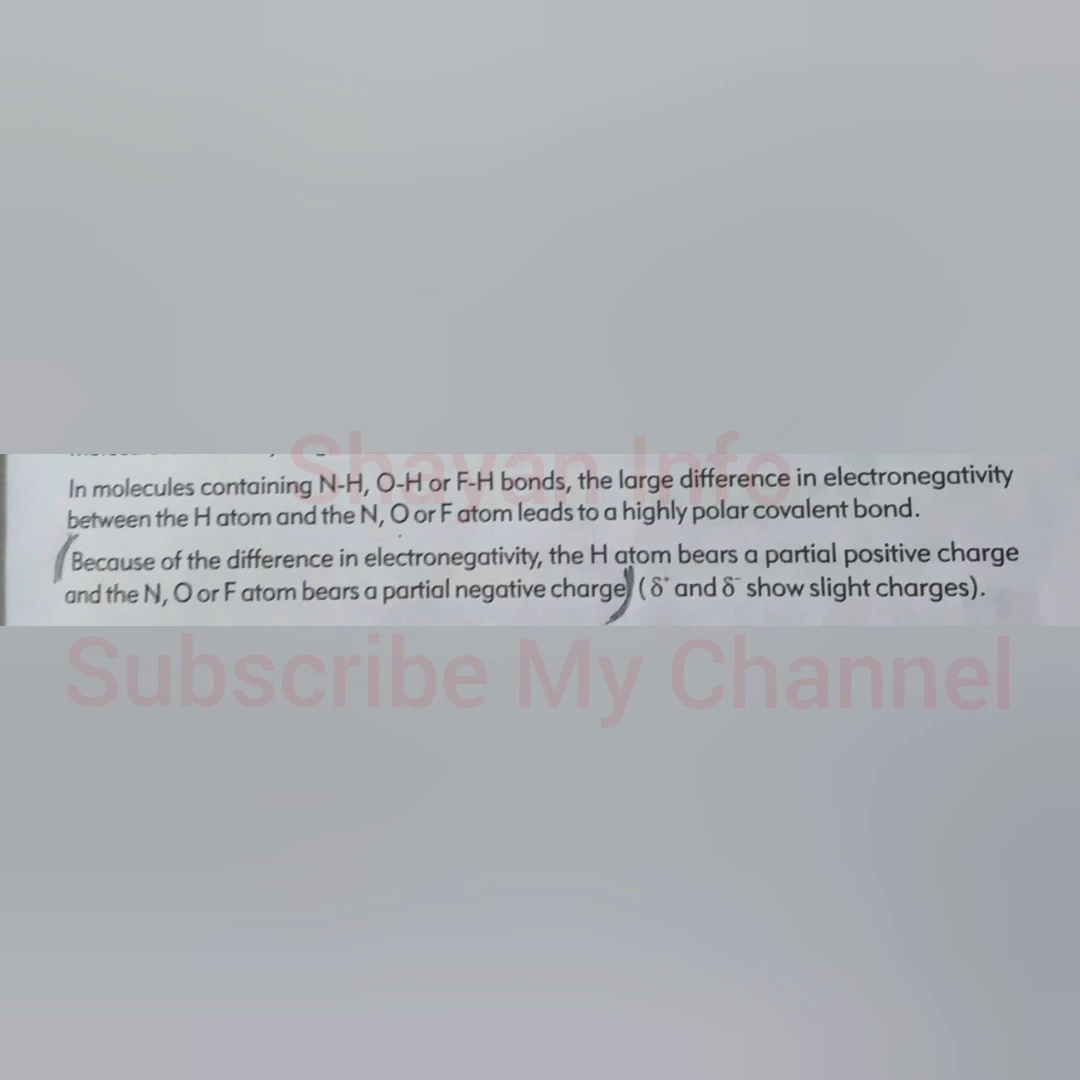 Shayan Info
In molecules containing N-H, O-H or F-H bonds, the large difference in electronegativity
between the H atom and the N, O or F atom leads to a highly polar covalent bond.
(Because of the difference in electronegativity, the H atom bears a partial positive charge
and the N, O or F atom bears a partial negative charge) (δ⁺ and δ⁻ show slight charges).
Subscribe My Channel